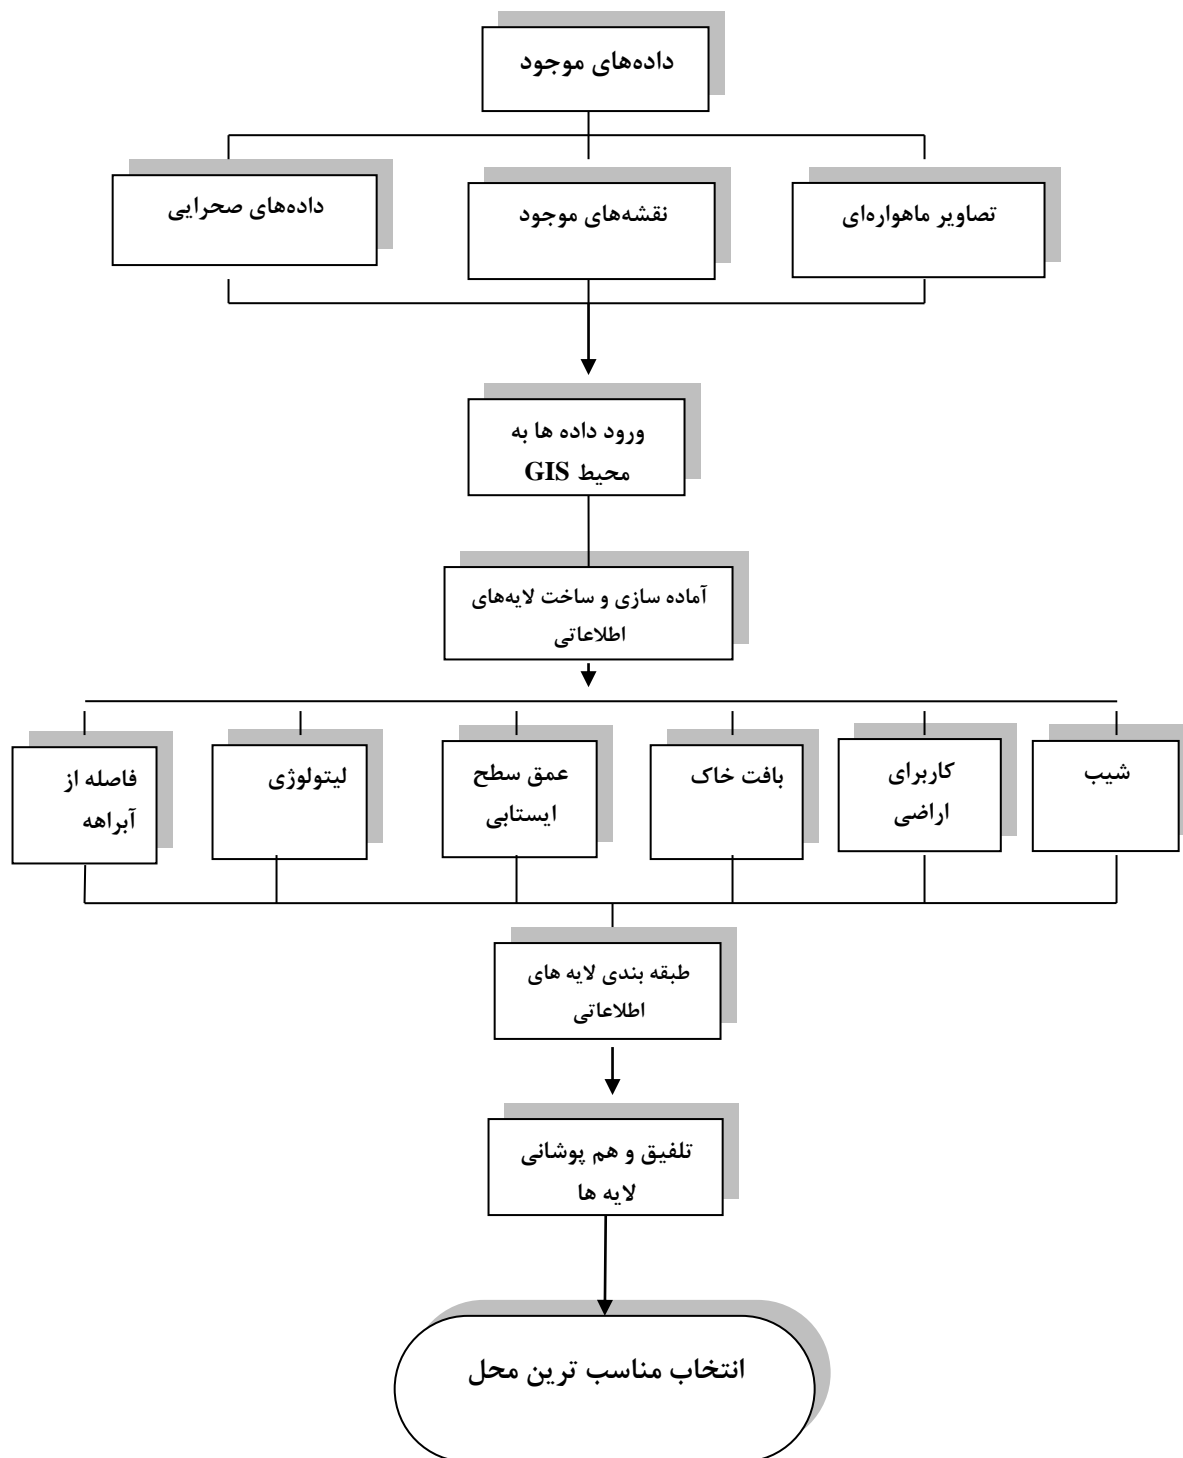 داده‌های موجود
تصاویر ماهواره‌ای
نقشه‌های موجود
داده‌های صحرایی
ورود داده ها به
محیط GIS
آماده سازی و ساخت لایه‌های
اطلاعاتی
شیب
کاربرای
اراضی
بافت خاک
عمق سطح
ایستابی
لیتولوژی
فاصله از
آبراهه
طبقه بندی لایه های
اطلاعاتی
تلفیق و هم پوشانی
لایه ها
انتخاب مناسب ترین محل